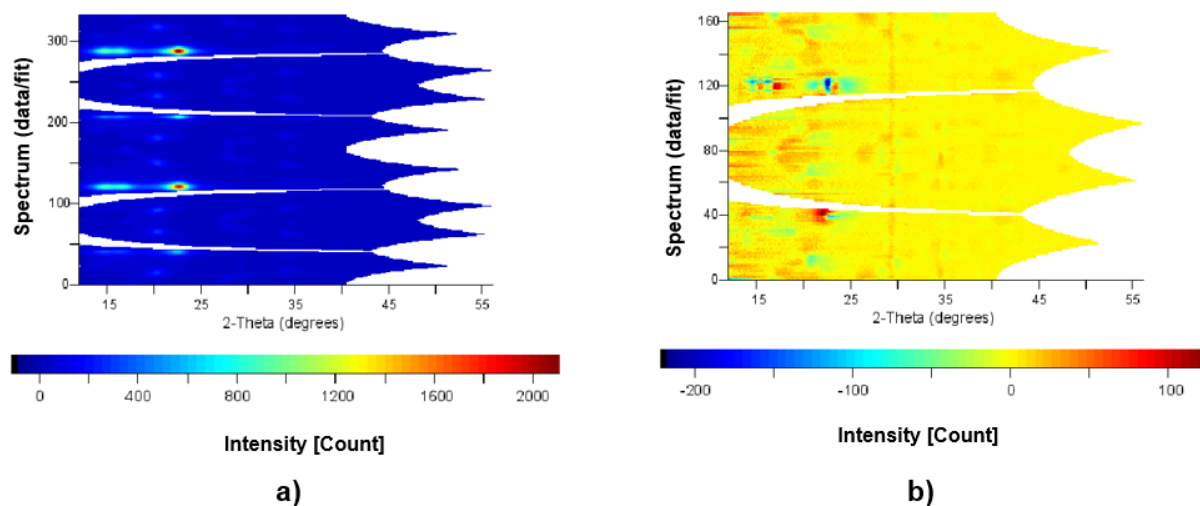 Spectrum (data/fit)
300
200
100
0
15 25 35 45 55
2-Theta (degrees)
0 400 800 1200 1600 2000
Intensity [Count]
a)
Spectrum (data/fit)
160
120
80
40
0
15 25 35 45 55
2-Theta (degrees)
-200 -100 0 100
Intensity [Count]
b)